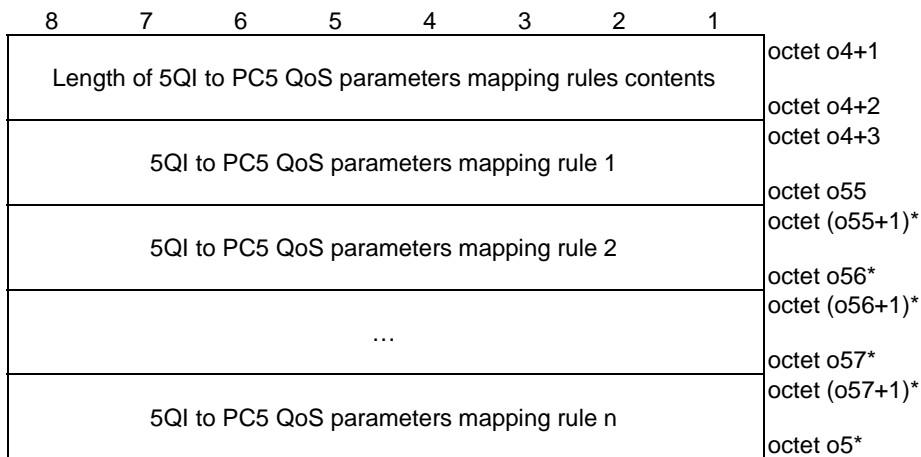 8 7 6 5 4 3 2 1
octet o4+1
Length of 5QI to PC5 QoS parameters mapping rules contents
octet o4+2
octet o4+3
5QI to PC5 QoS parameters mapping rule 1
octet o55
octet (o55+1)*
5QI to PC5 QoS parameters mapping rule 2
octet o56*
octet (o56+1)*
…
octet o57*
octet (o57+1)*
5QI to PC5 QoS parameters mapping rule n
octet o5*